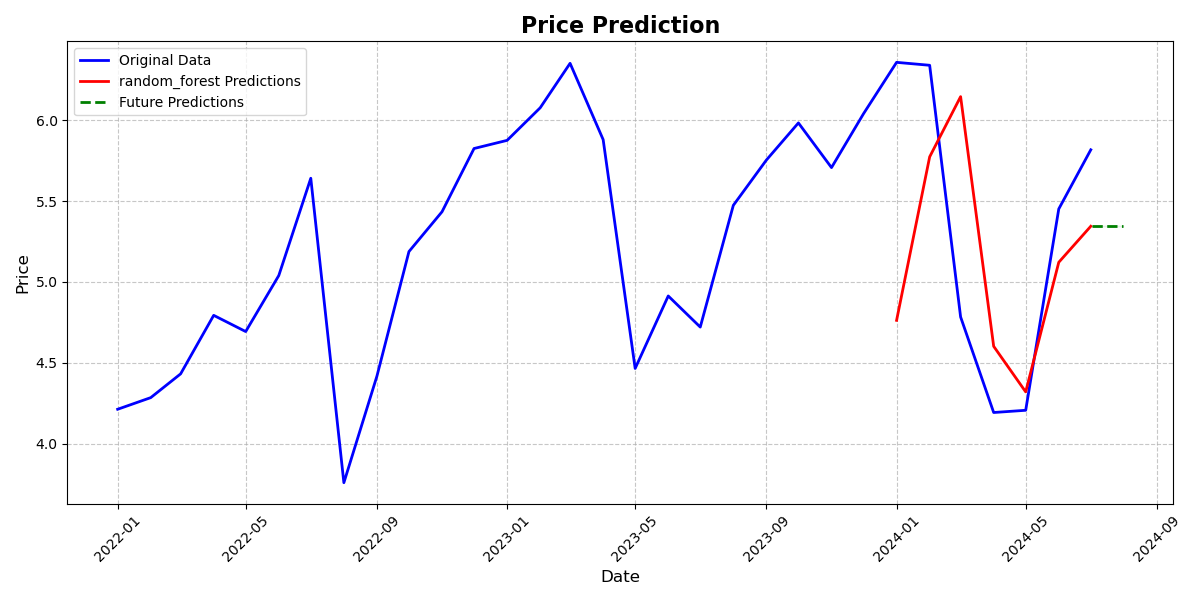 Price Prediction
Original Data
random_forest Predictions
Future Predictions
Price
6.0
5.5
5.0
4.5
4.0
2022-01
2022-05
2022-09
2023-01
2023-05
2023-09
2024-01
2024-05
2024-09
Date